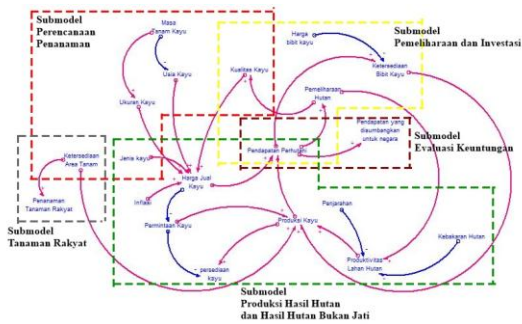 Submodel
Perencanaan
Penanaman
Masa
Tanam Kayu
Usia Kayu
Ukuran Kayu
Kualitas Kayu
Harga
bibit kayu
Submodel
Pemeliharaan dan Investasi
Ketersediaan
Bibit Kayu
Pemeliharaan
Hutan
Pendapatan yang
disumbangkan
untuk negara
Submodel
Evaluasi Keuntungan
Pendapatan Perhutani
Ketersediaan
Area Tanam
Penanaman
Tanaman Rakyat
Submodel
Tanaman Rakyat
Jenis kayu
Harga Jual
Kayu
Inflasi
Permintaan Kayu
Produksi Kayu
persediaan
kayu
Penjarahan
Kebakaran Hutan
Produktivitas
Lahan Hutan
Submodel
Produksi Hasil Hutan
dan Hasil Hutan Bukan Jati